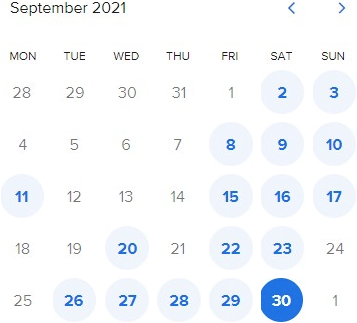 September 2021
MON TUE WED THU FRI SAT SUN
28 29 30 31 1 2 3
4 5 6 7 8 9 10
11 12 13 14 15 16 17
18 19 20 21 22 23 24
25 26 27 28 29 30 1